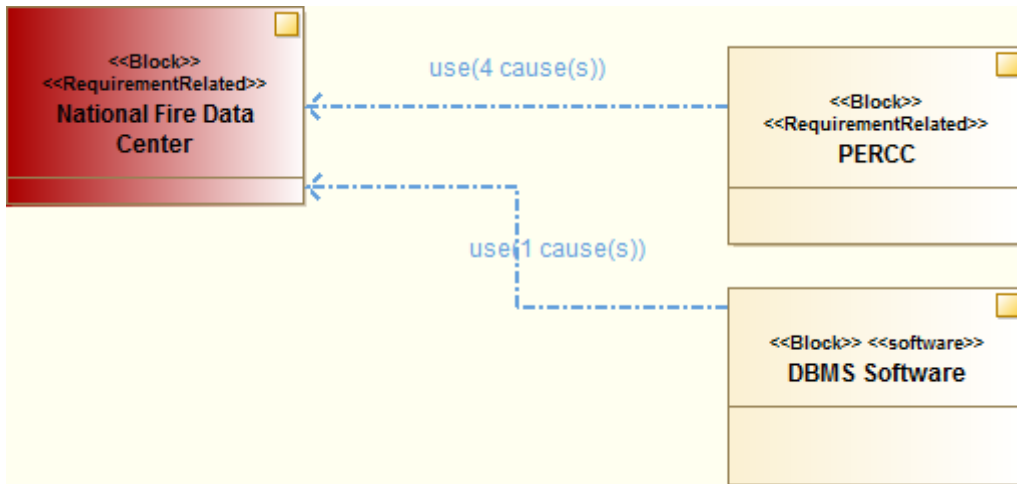 <<Block>>
<<RequirementRelated>>
National Fire Data
Center
use(4 cause(s))
<<Block>>
<<RequirementRelated>>
PERCC
use(1 cause(s))
<<Block>> <<software>>
DBMS Software